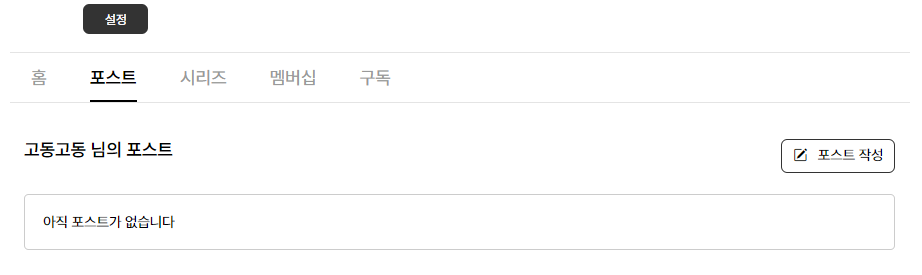 설정
홈 포스트 시리즈 멤버십 구독
고동고동 님의 포스트
포스트 작성
아직 포스트가 없습니다